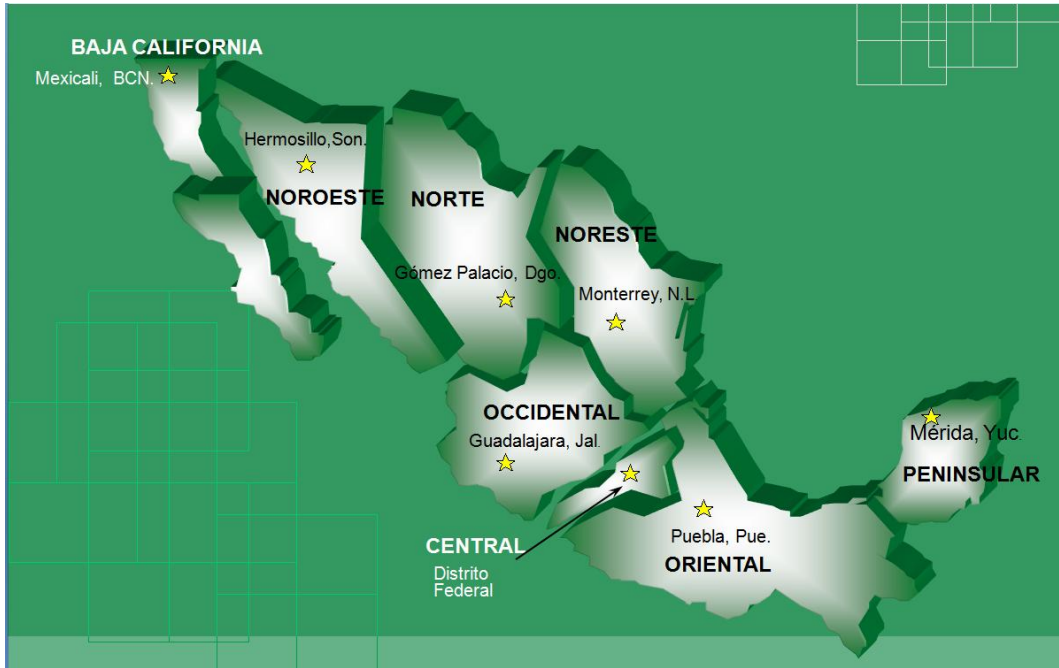 BAJA CALIFORNIA
Mexicali, BCN.
Hermosillo,Son.
NOROESTE
NORTE
NORESTE
Gómez Palacio, Dgo.
Monterrey, N.L
OCCIDENTAL
Guadalajara, Jal.
Mérida, Yuc.
PENINSULAR
Puebla, Pue.
ORIENTAL
CENTRAL
Distrito
Federal